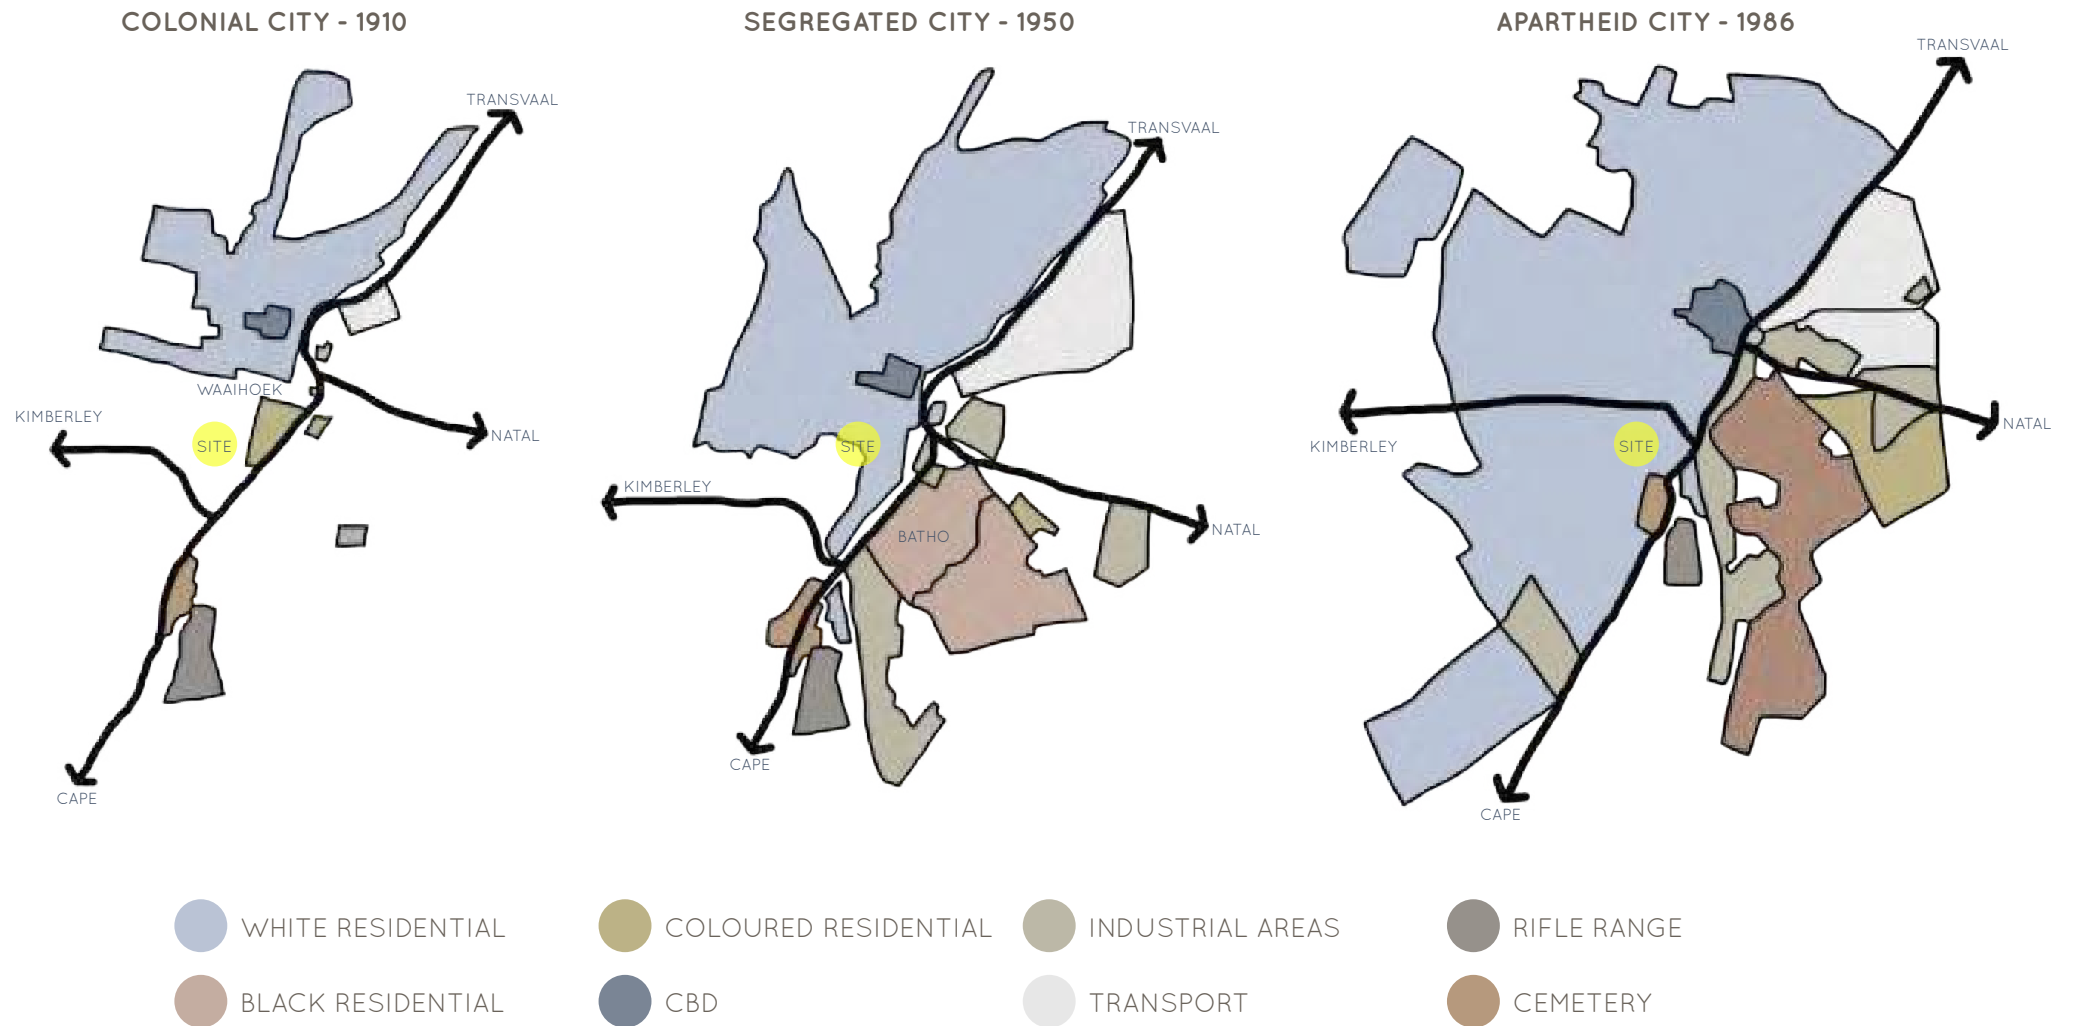 COLONIAL CITY - 1910
TRANSVAAL
WAAIHOEK
KIMBERLEY
SITE
NATAL
CAPE
SEGREGATED CITY - 1950
TRANSVAAL
SITE
KIMBERLEY
NATAL
BATHO
CAPE
APARTHEID CITY - 1986
TRANSVAAL
NATAL
KIMBERLEY
SITE
CAPE
WHITE RESIDENTIAL
COLOURED RESIDENTIAL
INDUSTRIAL AREAS
RIFLE RANGE
BLACK RESIDENTIAL
CBD
TRANSPORT
CEMETERY